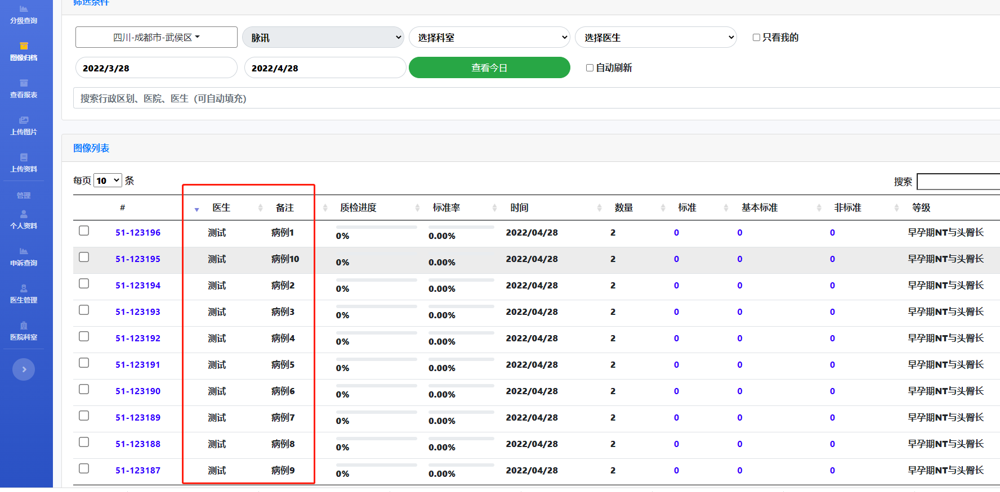 分级查询
图像归档
查看报表
上传图片
上传资料
管理
个人资料
申诉查询
医生管理
医院科室
筛选条件
四川-成都市-武侯区 脉讯 选择科室 选择医生 只看我的
2022/3/28 2022/4/28 查看今日 自动刷新
搜索行政区划、医院、医生（可自动填充）
图像列表
每页 10 条 搜索
# 医生 备注 质检进度 标准率 时间 数量 标准 基本标准 非标准 等级
51-123196 测试 病例1 0% 0.00% 2022/04/28 2 0 0 0 早孕期NT与头臀长
51-123195 测试 病例10 0% 0.00% 2022/04/28 2 0 0 0 早孕期NT与头臀长
51-123194 测试 病例2 0% 0.00% 2022/04/28 2 0 0 0 早孕期NT与头臀长
51-123193 测试 病例3 0% 0.00% 2022/04/28 2 0 0 0 早孕期NT与头臀长
51-123192 测试 病例4 0% 0.00% 2022/04/28 2 0 0 0 早孕期NT与头臀长
51-123191 测试 病例5 0% 0.00% 2022/04/28 2 0 0 0 早孕期NT与头臀长
51-123190 测试 病例6 0% 0.00% 2022/04/28 2 0 0 0 早孕期NT与头臀长
51-123189 测试 病例7 0% 0.00% 2022/04/28 2 0 0 0 早孕期NT与头臀长
51-123188 测试 病例8 0% 0.00% 2022/04/28 2 0 0 0 早孕期NT与头臀长
51-123187 测试 病例9 0% 0.00% 2022/04/28 2 0 0 0 早孕期NT与头臀长